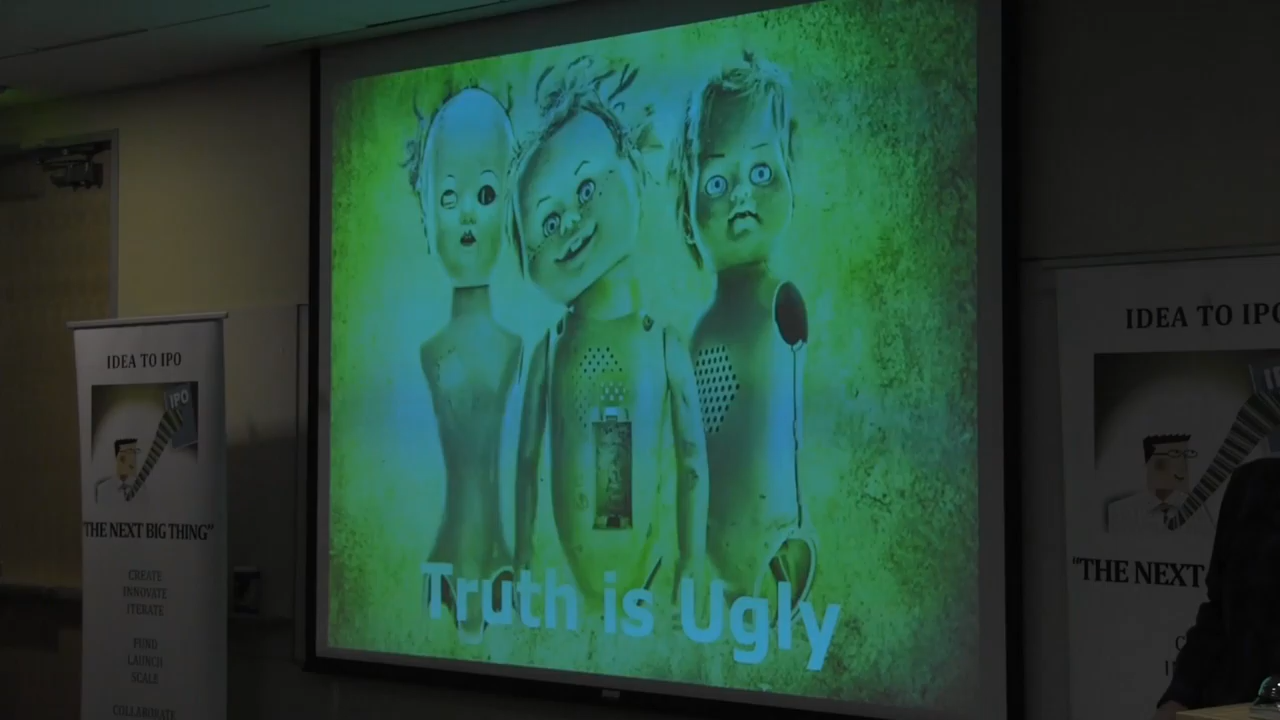 IDEA TO IPO
IPO
"THE NEXT BIG THING"
CREATE
INNOVATE
ITERATE
FUND
LAUNCH
SCALE
COLLABORATE
Truth is Ugly
IDEA TO IPO
"THE NEXT